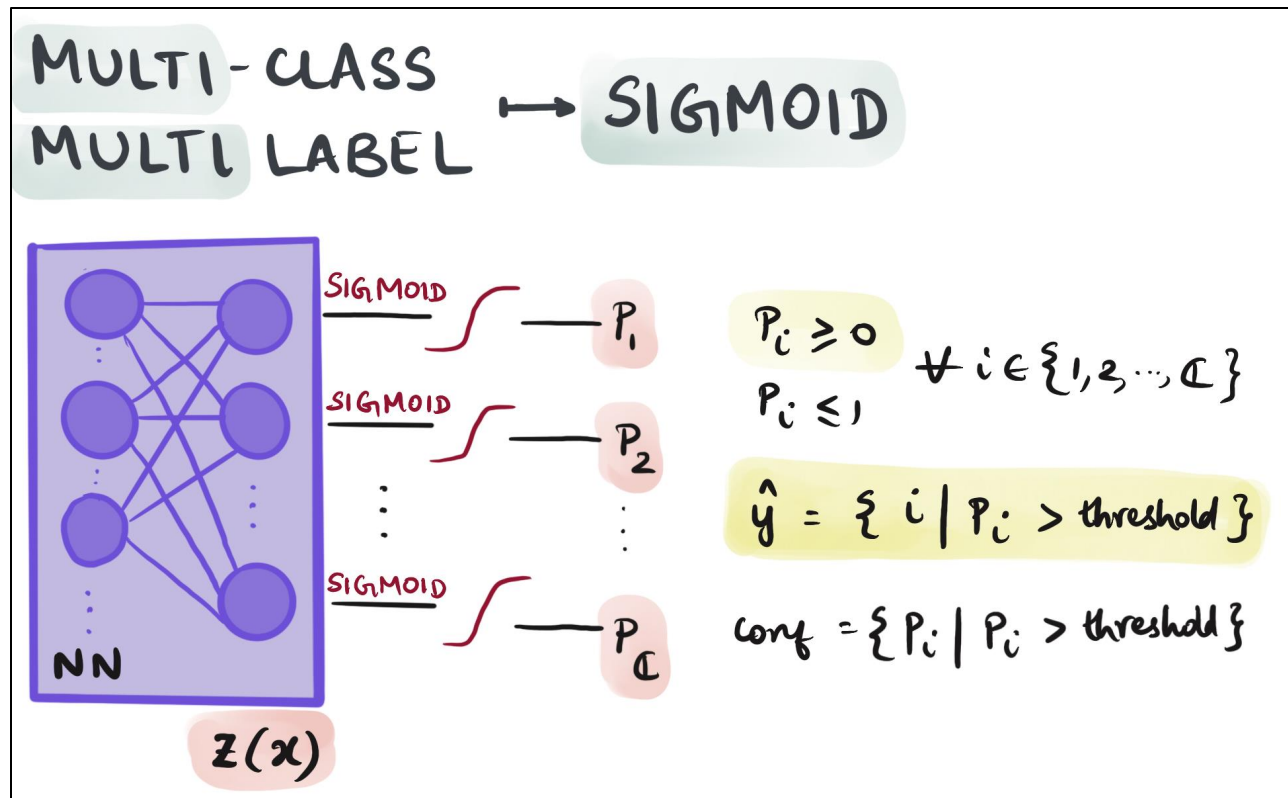 MULTI-CLASS
MULTI LABEL
↦ SIGMOID
SIGMOID
P₁
SIGMOID
P₂
SIGMOID
P_ℂ
NN
Z(x)
Pᵢ ⩾ 0
Pᵢ ⩽ 1
∀ i ∈ {1,2,..,ℂ}
ŷ = { i | Pᵢ > threshold }
conf = { Pᵢ | Pᵢ > threshold }